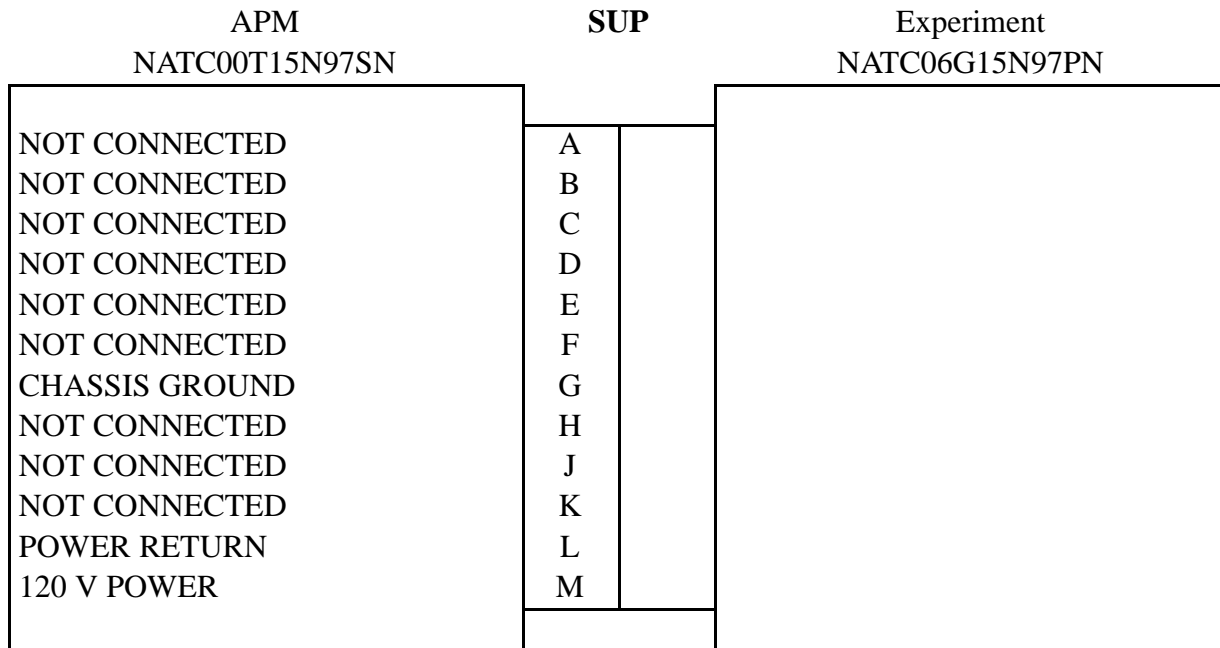 APM SUP Experiment
NATC00T15N97SN NATC06G15N97PN
NOT CONNECTED A
NOT CONNECTED B
NOT CONNECTED C
NOT CONNECTED D
NOT CONNECTED E
NOT CONNECTED F
CHASSIS GROUND G
NOT CONNECTED H
NOT CONNECTED J
NOT CONNECTED K
POWER RETURN L
120 V POWER M